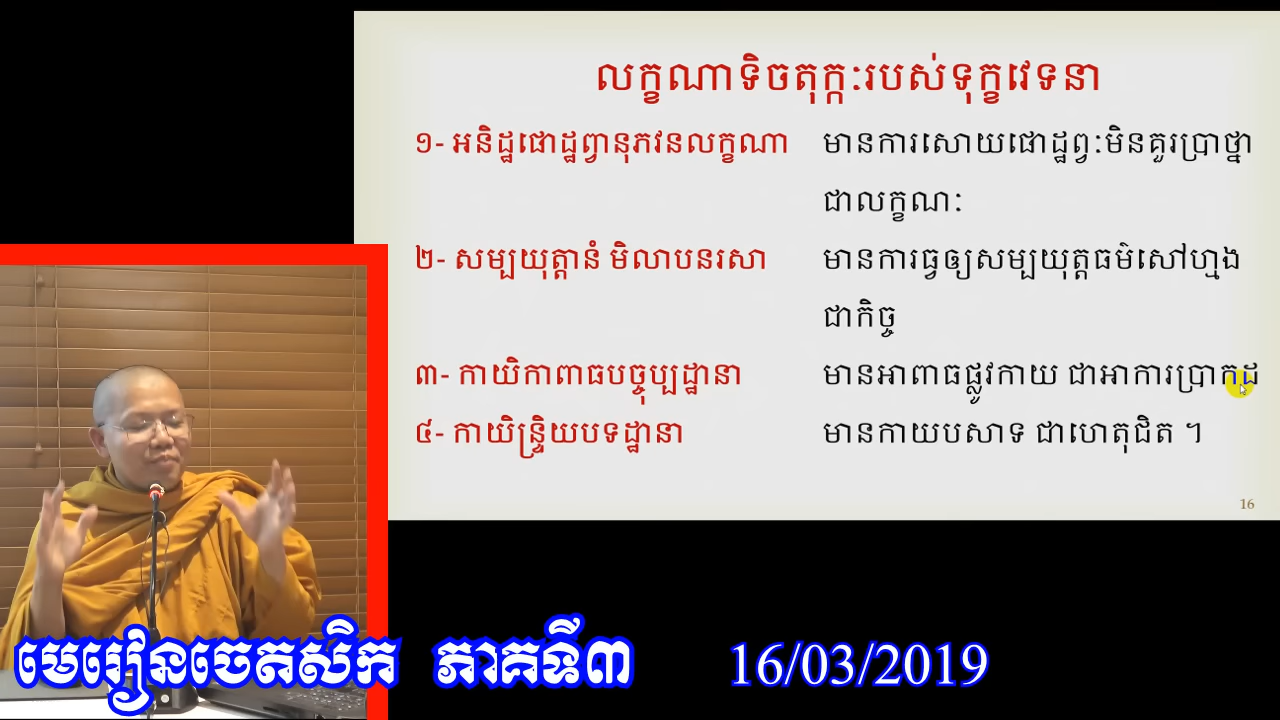 លក្ខណាទិចតុក្កៈរបស់ទុក្ខវេទនា
១- អនិដ្ឋផោដ្ឋព្វានុភវនលក្ខណា មានការសោយផោដ្ឋព្វៈមិនគួរប្រាថ្នា
ជាលក្ខណៈ
២- សម្បយុត្តានំ មិលាបនរសា មានការធ្វើឲ្យសម្បយុត្តធម៌សៅហ្មង
ជាកិច្ច
៣- កាយិកាពាធបច្ចុប្បដ្ឋានា មានអាពាធផ្លូវកាយ ជាអាការប្រាកដ
៤- កាយិន្ទ្រិយបទដ្ឋានា មានកាយបសាទ ជាហេតុជិត ។
16
មេរៀនចេតសិក ភាគទី៣ 16/03/2019